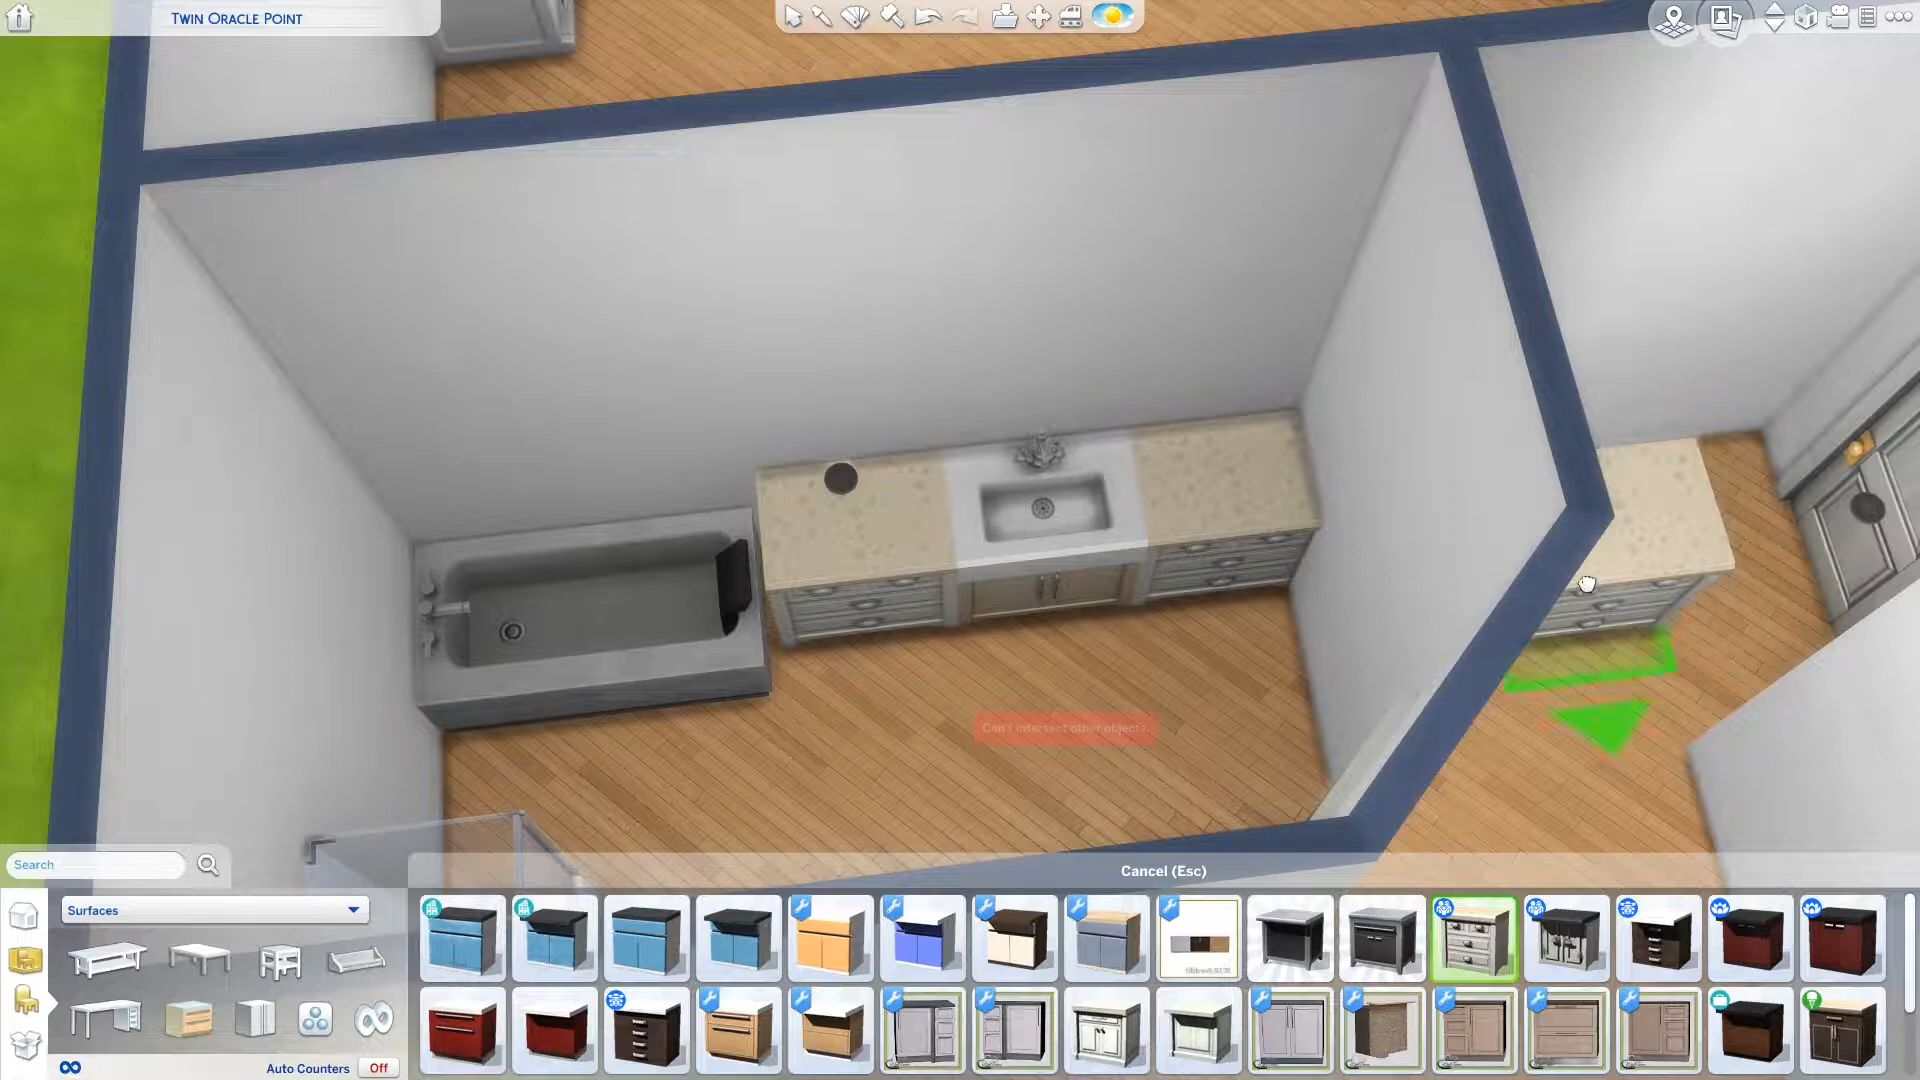 Twin Oracle Point
Can't intersect other objects.
Cancel (Esc)
Search
Surfaces
Auto Counters
Off